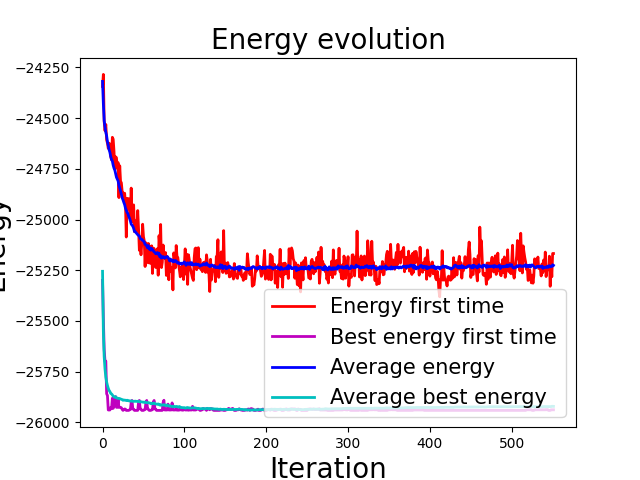 Energy evolution
Energy
−24250
−24500
−24750
−25000
−25250
−25500
−25750
−26000
Energy first time
Best energy first time
Average energy
Average best energy
0 100 200 300 400 500
Iteration